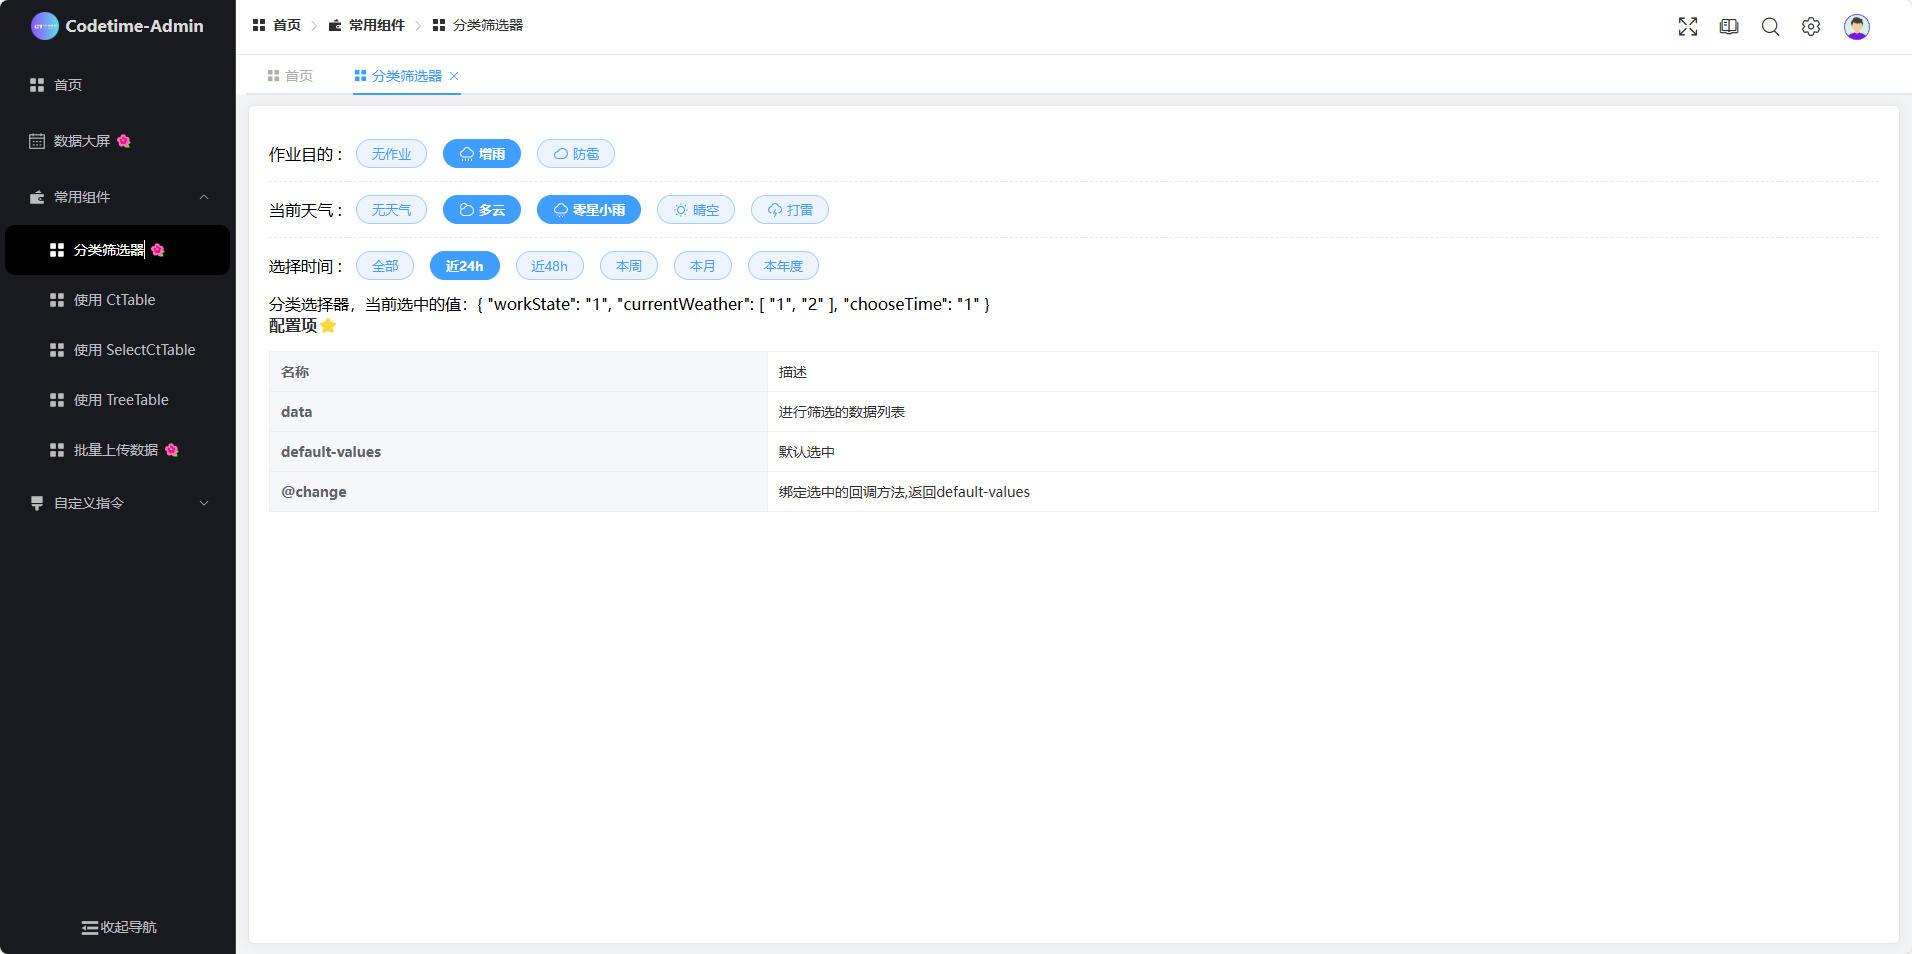 Codetime-Admin
首页
数据大屏
常用组件
分类筛选器
使用 CtTable
使用 SelectCtTable
使用 TreeTable
批量上传数据
自定义指令
收起导航
首页 常用组件 分类筛选器
首页 分类筛选器
作业目的： 无作业 增雨 防雹
当前天气： 无天气 多云 零星小雨 晴空 打雷
选择时间： 全部 近24h 近48h 本周 本月 本年度
分类选择器，当前选中的值：{ "workState": "1", "currentWeather": [ "1", "2" ], "chooseTime": "1" }
配置项⭐
名称 描述
data 进行筛选的数据列表
default-values 默认选中
@change 绑定选中的回调方法,返回default-values